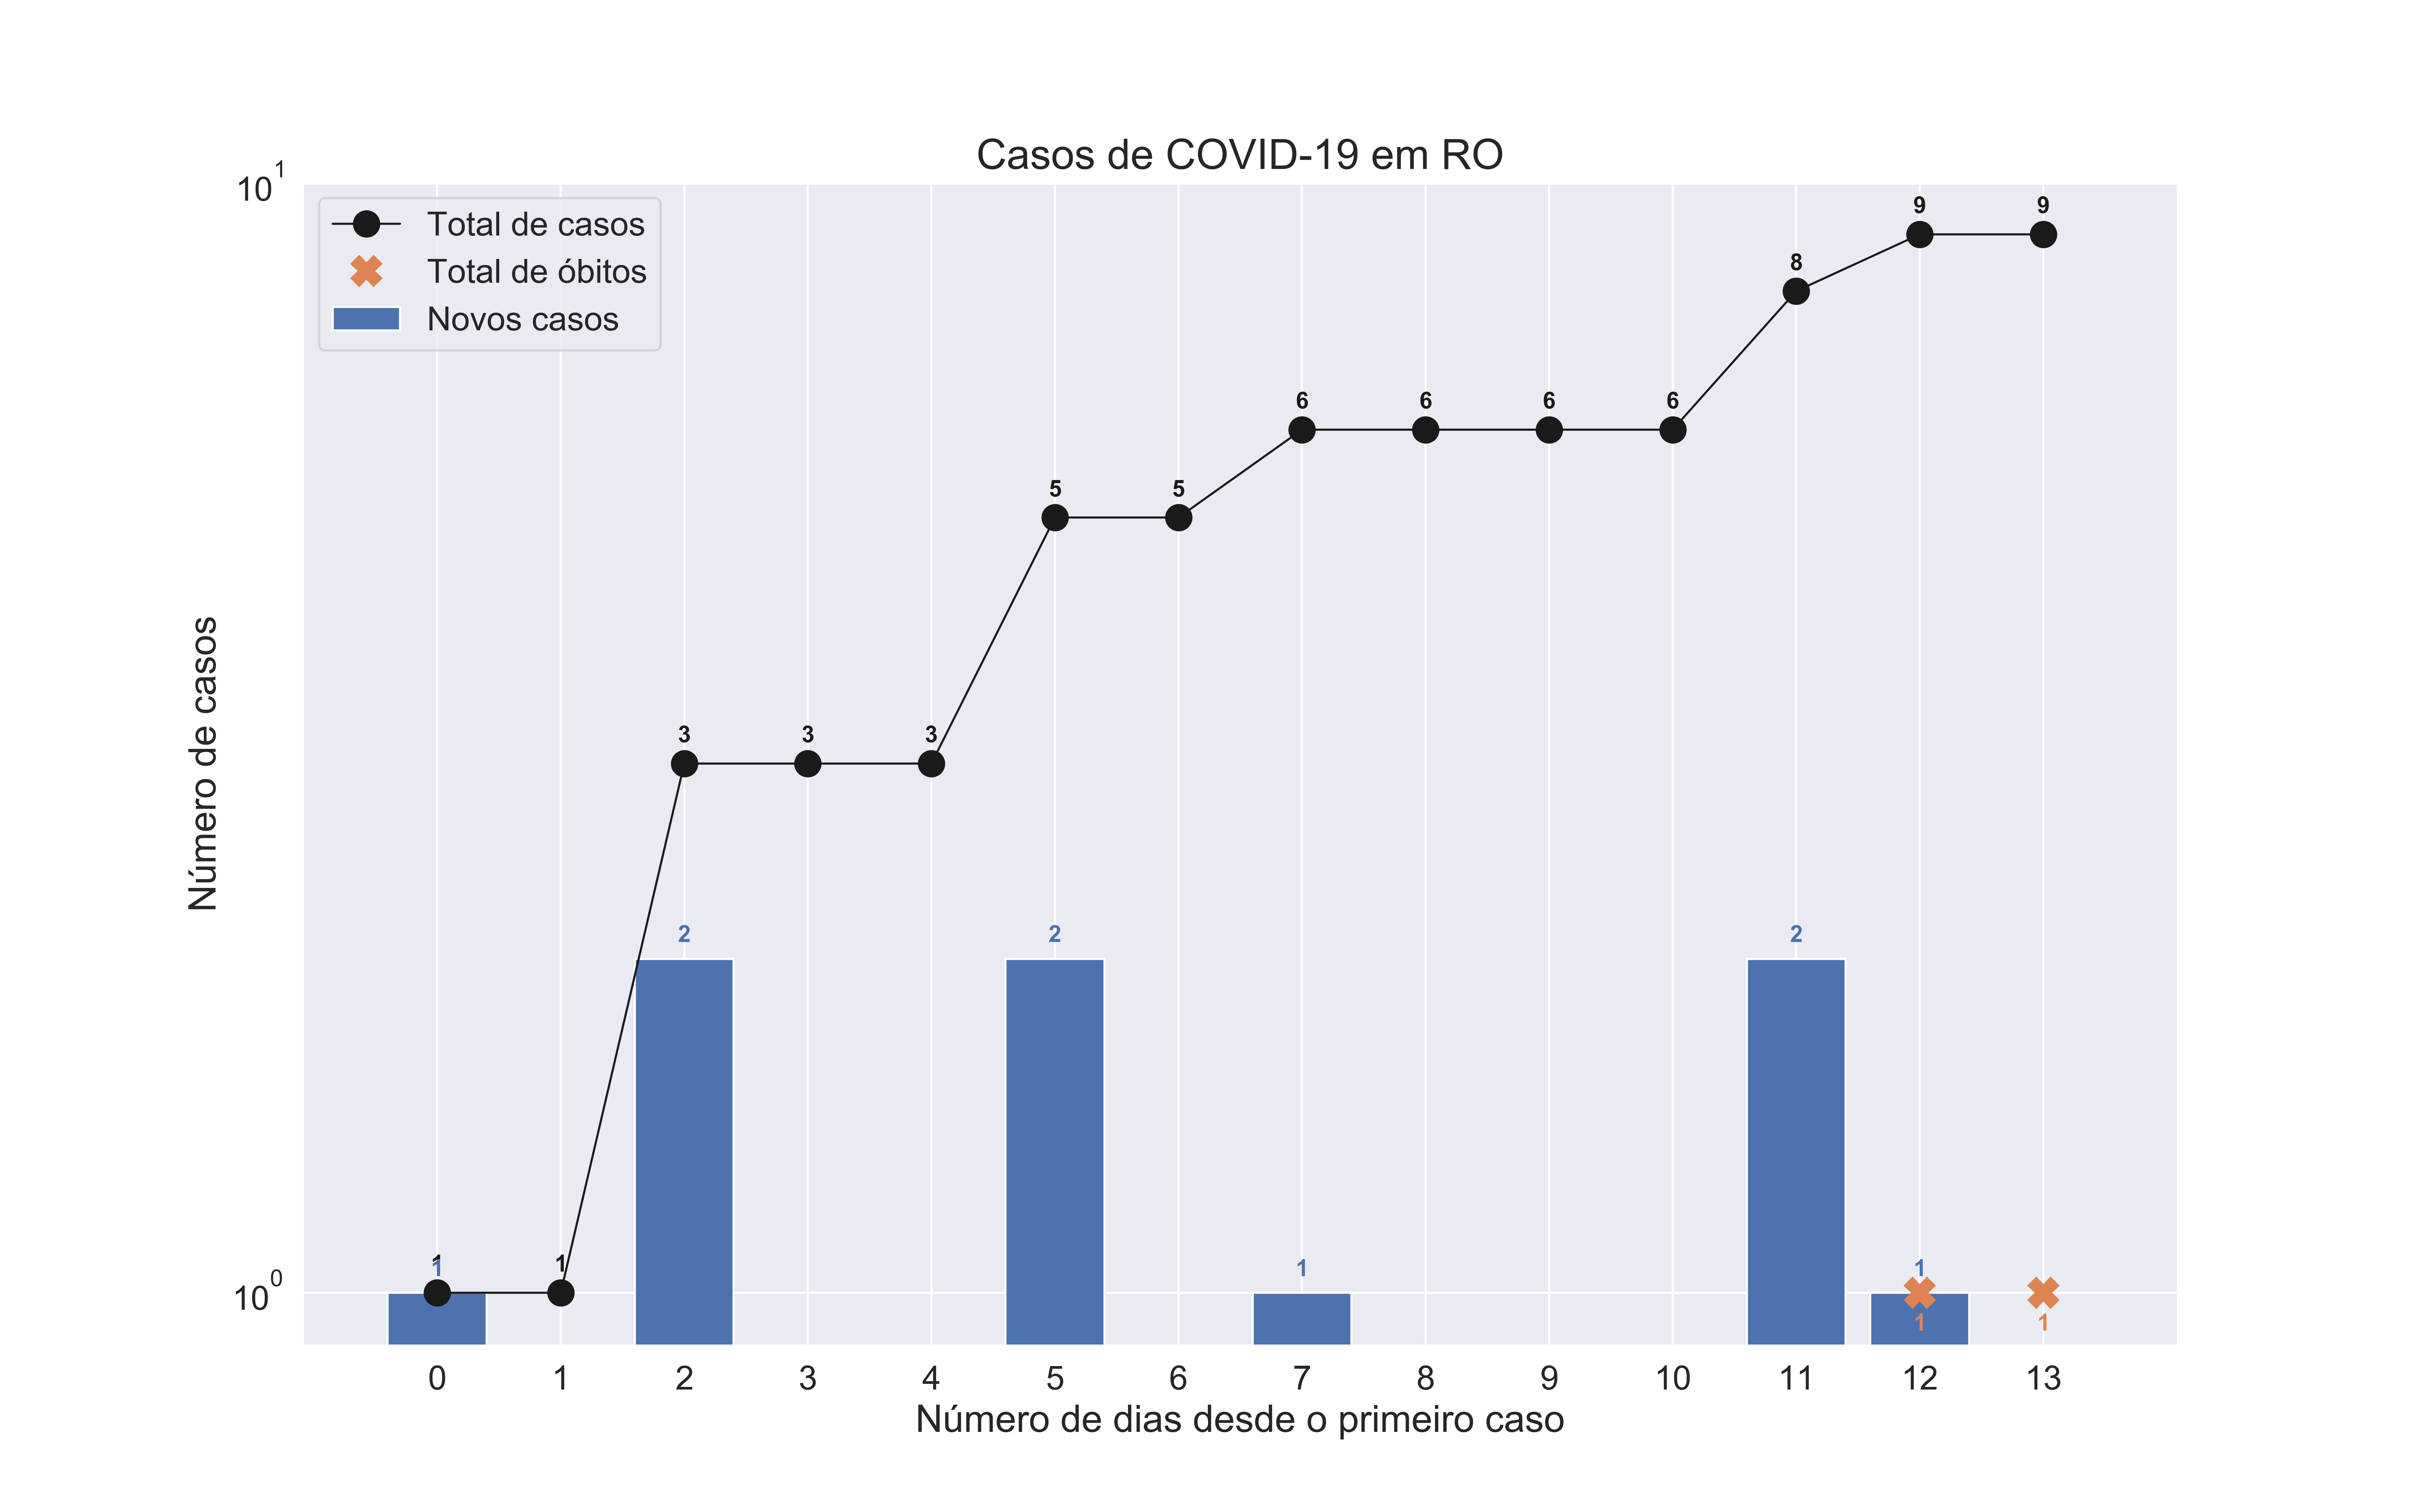 Casos de COVID-19 em RO
10^1
Total de casos
Total de óbitos
Novos casos
9 9
8
6 6 6 6
5 5
3 3 3
2 2 2
1 1
1 1 1
10^0
1 1
0 1 2 3 4 5 6 7 8 9 10 11 12 13
Número de dias desde o primeiro caso
Número de casos